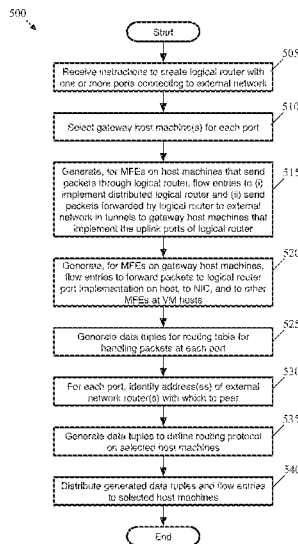 500
Start
505
Receive instructions to create logical router with
one or more ports connecting to external network
510
Select gateway host machine(s) for each port
515
Generate, for MFEs on host machines that send
packets through logical router, flow entries to (i)
implement distributed logical router and (ii) send
packets forwarded by logical router to external
network in tunnels to gateway host machines that
implement the uplink ports of logical router
520
Generate, for MFEs on gateway host machines,
flow entries to forward packets to logical router
port implementation on host, to NIC, and to other
MFEs at VM hosts
525
Generate data tuples for routing table for
handling packets at each port
530
For each port, identify address(es) of external
network router(s) with which to peer
535
Generate data tuples to define routing protocol
on selected host machines
540
Distribute generated data tuples and flow entries
to selected host machines
End